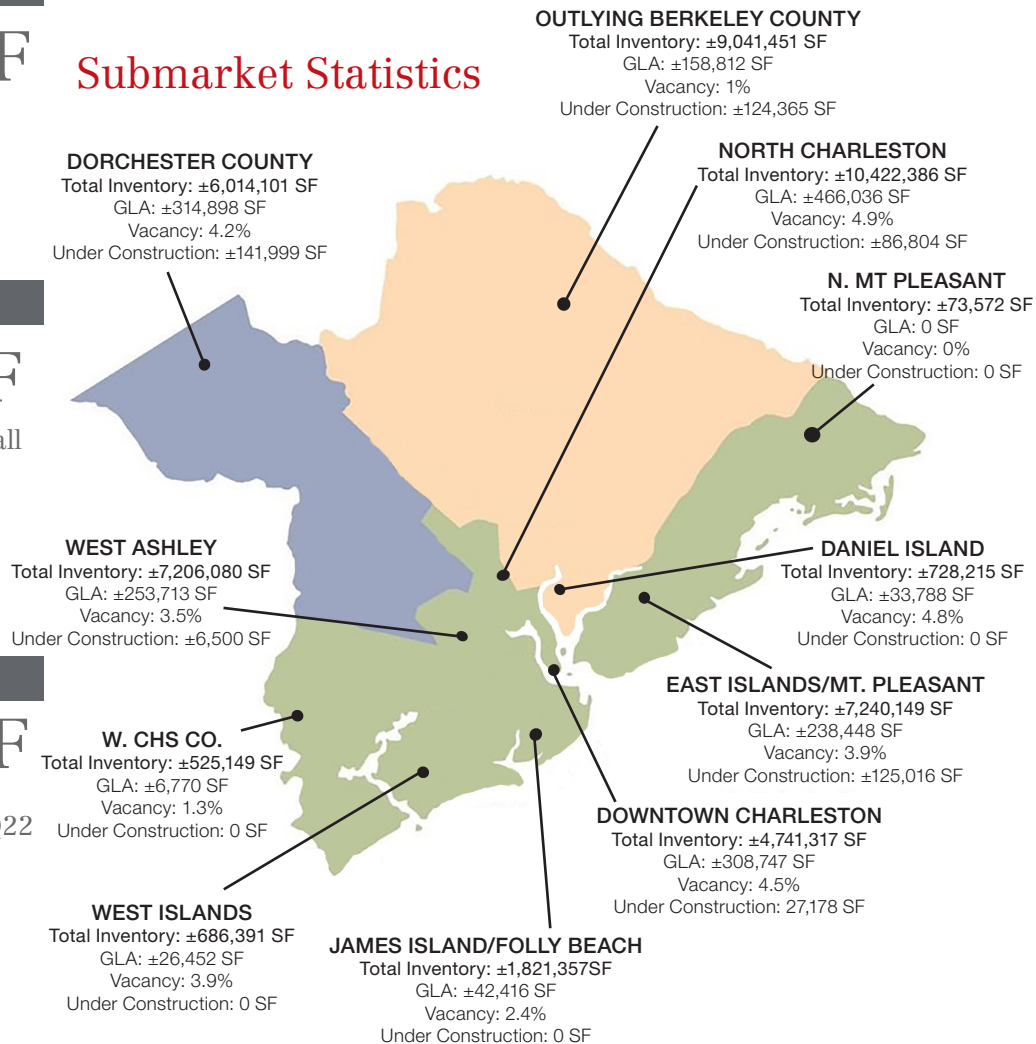 F
Submarket Statistics
F
all
F
22
OUTLYING BERKELEY COUNTY
Total Inventory: ±9,041,451 SF
GLA: ±158,812 SF
Vacancy: 1%
Under Construction: ±124,365 SF
DORCHESTER COUNTY
Total Inventory: ±6,014,101 SF
GLA: ±314,898 SF
Vacancy: 4.2%
Under Construction: ±141,999 SF
NORTH CHARLESTON
Total Inventory: ±10,422,386 SF
GLA: ±466,036 SF
Vacancy: 4.9%
Under Construction: ±86,804 SF
N. MT PLEASANT
Total Inventory: ±73,572 SF
GLA: 0 SF
Vacancy: 0%
Under Construction: 0 SF
WEST ASHLEY
Total Inventory: ±7,206,080 SF
GLA: ±253,713 SF
Vacancy: 3.5%
Under Construction: ±6,500 SF
DANIEL ISLAND
Total Inventory: ±728,215 SF
GLA: ±33,788 SF
Vacancy: 4.8%
Under Construction: 0 SF
EAST ISLANDS/MT. PLEASANT
Total Inventory: ±7,240,149 SF
GLA: ±238,448 SF
Vacancy: 3.9%
Under Construction: ±125,016 SF
W. CHS CO.
Total Inventory: ±525,149 SF
GLA: ±6,770 SF
Vacancy: 1.3%
Under Construction: 0 SF
DOWNTOWN CHARLESTON
Total Inventory: ±4,741,317 SF
GLA: ±308,747 SF
Vacancy: 4.5%
Under Construction: 27,178 SF
WEST ISLANDS
Total Inventory: ±686,391 SF
GLA: ±26,452 SF
Vacancy: 3.9%
Under Construction: 0 SF
JAMES ISLAND/FOLLY BEACH
Total Inventory: ±1,821,357SF
GLA: ±42,416 SF
Vacancy: 2.4%
Under Construction: 0 SF